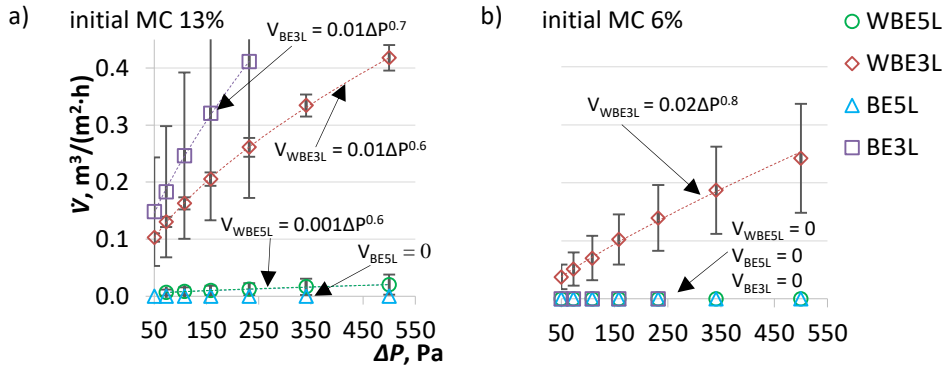 a) initial MC 13%
V̇, m³/(m²·h)
0.4
0.3
0.2
0.1
0.0
V_BE3L = 0.01ΔP^0.7
V_WBE3L = 0.01ΔP^0.6
V_WBE5L = 0.001ΔP^0.6
V_BE5L = 0
50 150 250 350 450 550
ΔP, Pa
b) initial MC 6%
V_WBE3L = 0.02ΔP^0.8
V_WBE5L = 0
V_BE5L = 0
V_BE3L = 0
50 150 250 350 450 550
WBE5L
WBE3L
BE5L
BE3L